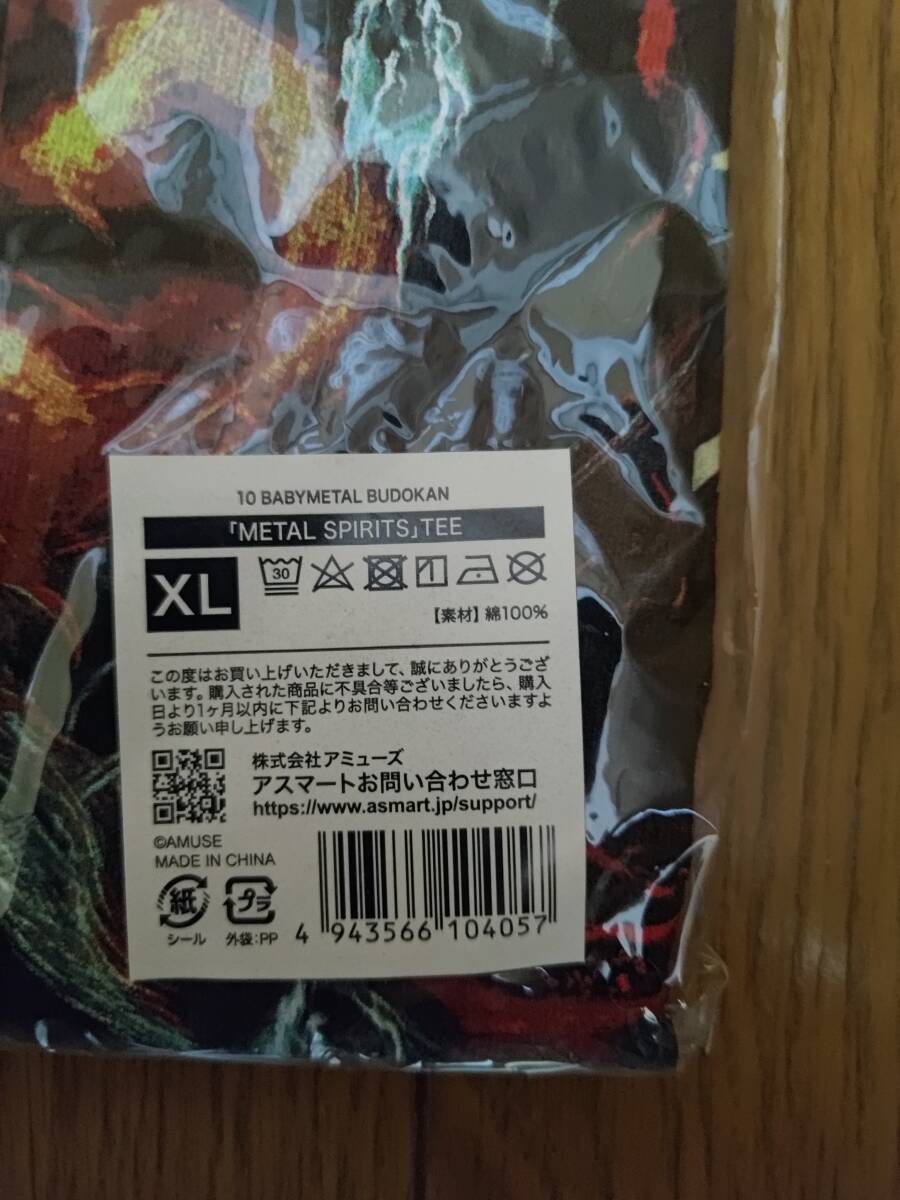 10 BABYMETAL BUDOKAN
「METAL SPIRITS」TEE
XL
30
【素材】綿100%
この度はお買い上げいただきまして、誠にありがとうござ
います。購入された商品に不具合等ございましたら、購入
日より1ヶ月以内に下記よりお問い合わせくださいますよ
うお願い申し上げます。
株式会社アミューズ
アスマートお問い合わせ窓口
https://www.asmart.jp/support/
©AMUSE
MADE IN CHINA
紙 プラ
シール 外袋:PP
4 943566 104057